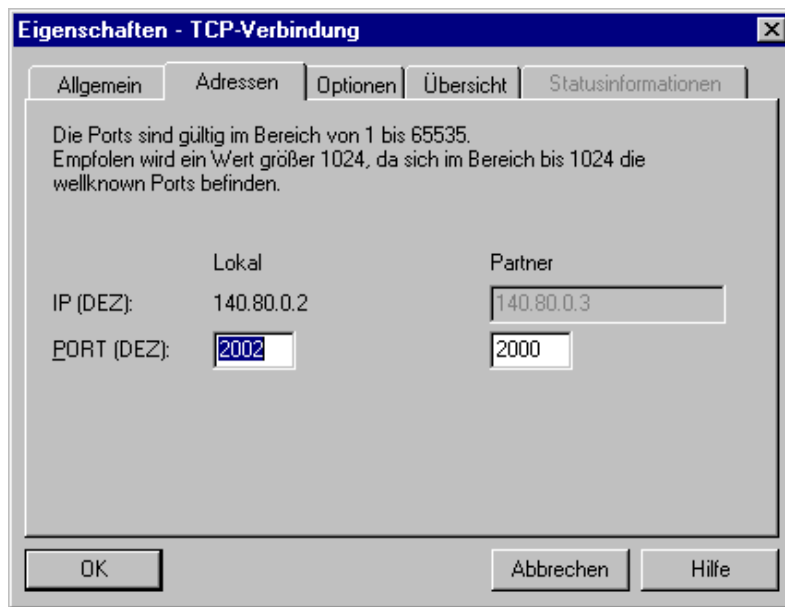 Eigenschaften - TCP-Verbindung
Allgemein Adressen Optionen Übersicht Statusinformationen
Die Ports sind gültig im Bereich von 1 bis 65535.
Empfolen wird ein Wert größer 1024, da sich im Bereich bis 1024 die
wellknown Ports befinden.
Lokal Partner
IP (DEZ): 140.80.0.2 140.80.0.3
PORT (DEZ): 2002 2000
OK Abbrechen Hilfe